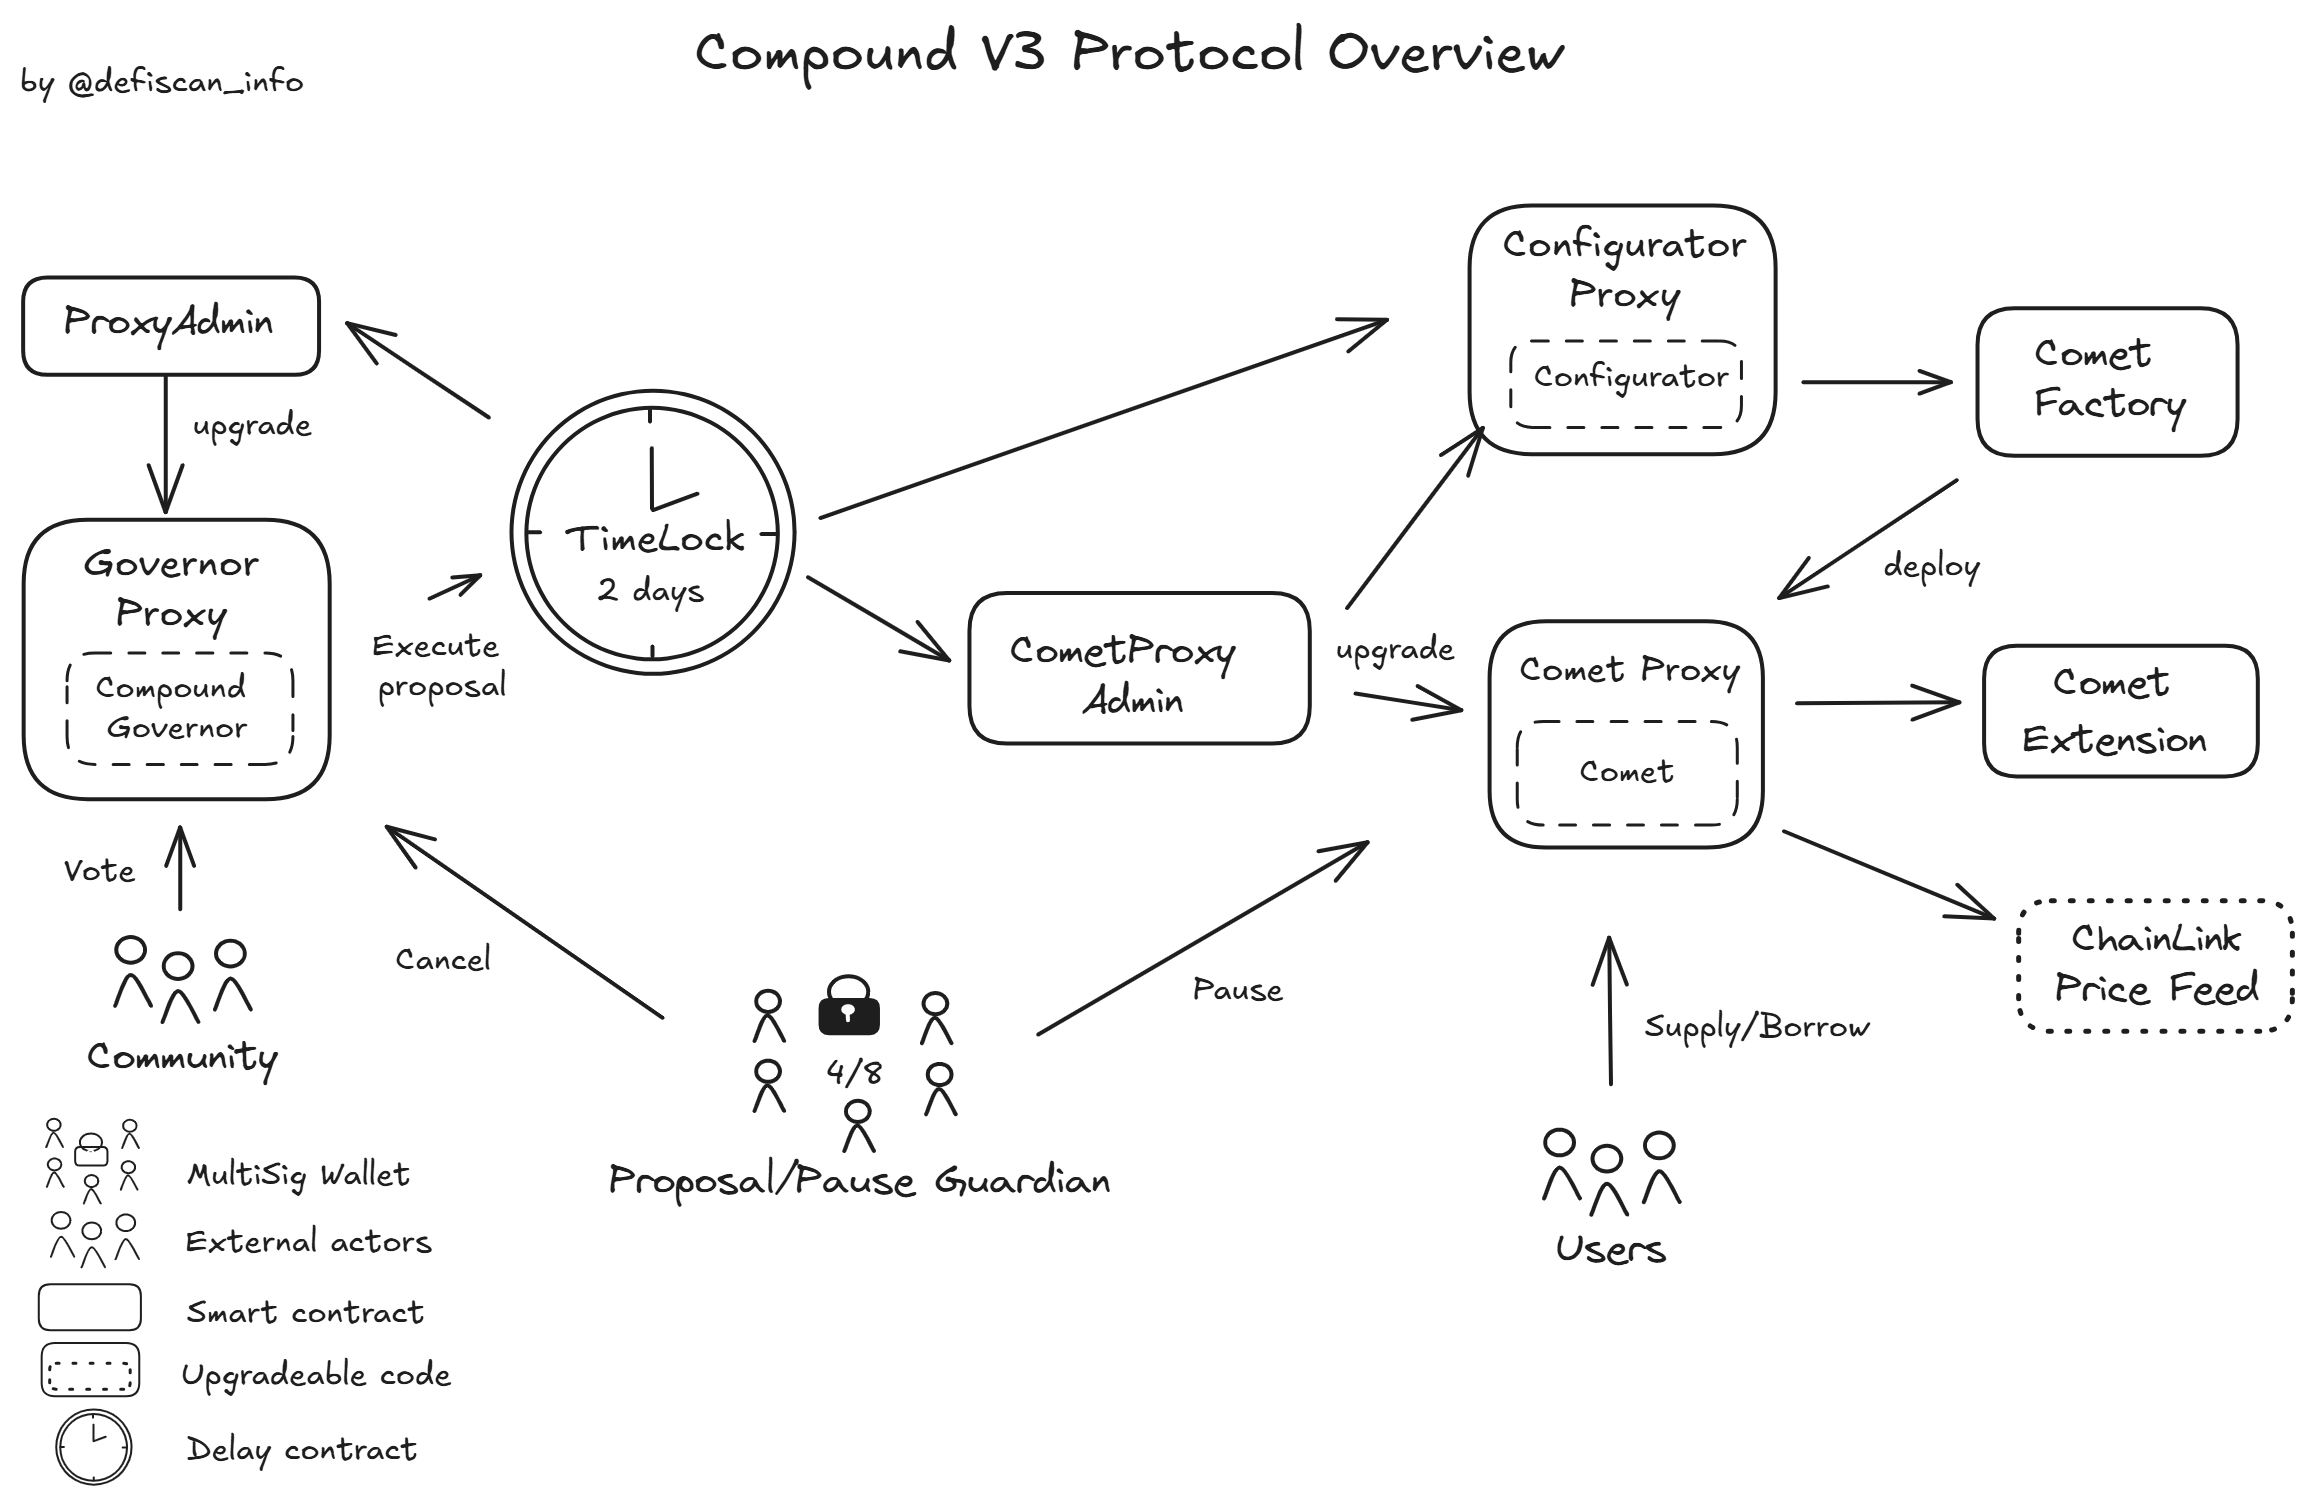 Compound V3 Protocol Overview
by @defiscan_info
ProxyAdmin
upgrade
Governor
Proxy
Compound
Governor
Execute
proposal
TimeLock
2 days
Configurator
Proxy
Configurator
Comet
Factory
deploy
CometProxy
Admin
upgrade
Comet Proxy
Comet
Comet
Extension
ChainLink
Price Feed
Vote
Community
Cancel
4/8
Proposal/Pause Guardian
Pause
Supply/Borrow
Users
MultiSig Wallet
External actors
Smart contract
Upgradeable code
Delay contract